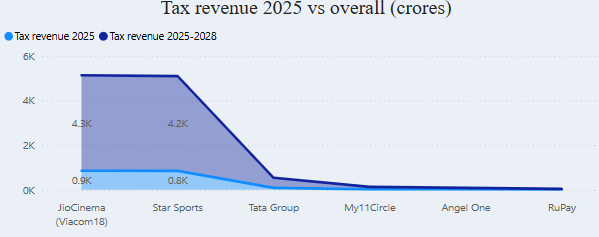 Tax revenue 2025 vs overall (crores)
Tax revenue 2025 Tax revenue 2025-2028
6K
4K
4.3K 4.2K
2K
0.9K 0.8K
0K
JioCinema Star Sports Tata Group My11Circle Angel One RuPay
(Viacom18)